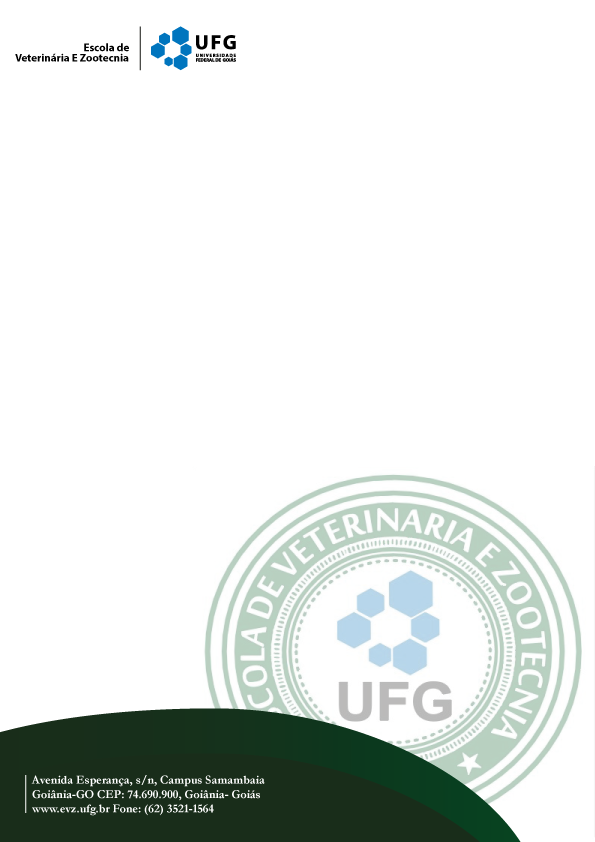 Escola de
Veterinária E Zootecnia
UFG
UNIVERSIDADE
FEDERAL DE GOIÁS
COLA DE VETERINARIA E ZOOTECNIA
UFG
Avenida Esperança, s/n, Campus Samambaia
Goiânia-GO CEP: 74.690.900, Goiânia- Goiás
www.evz.ufg.br Fone: (62) 3521-1564